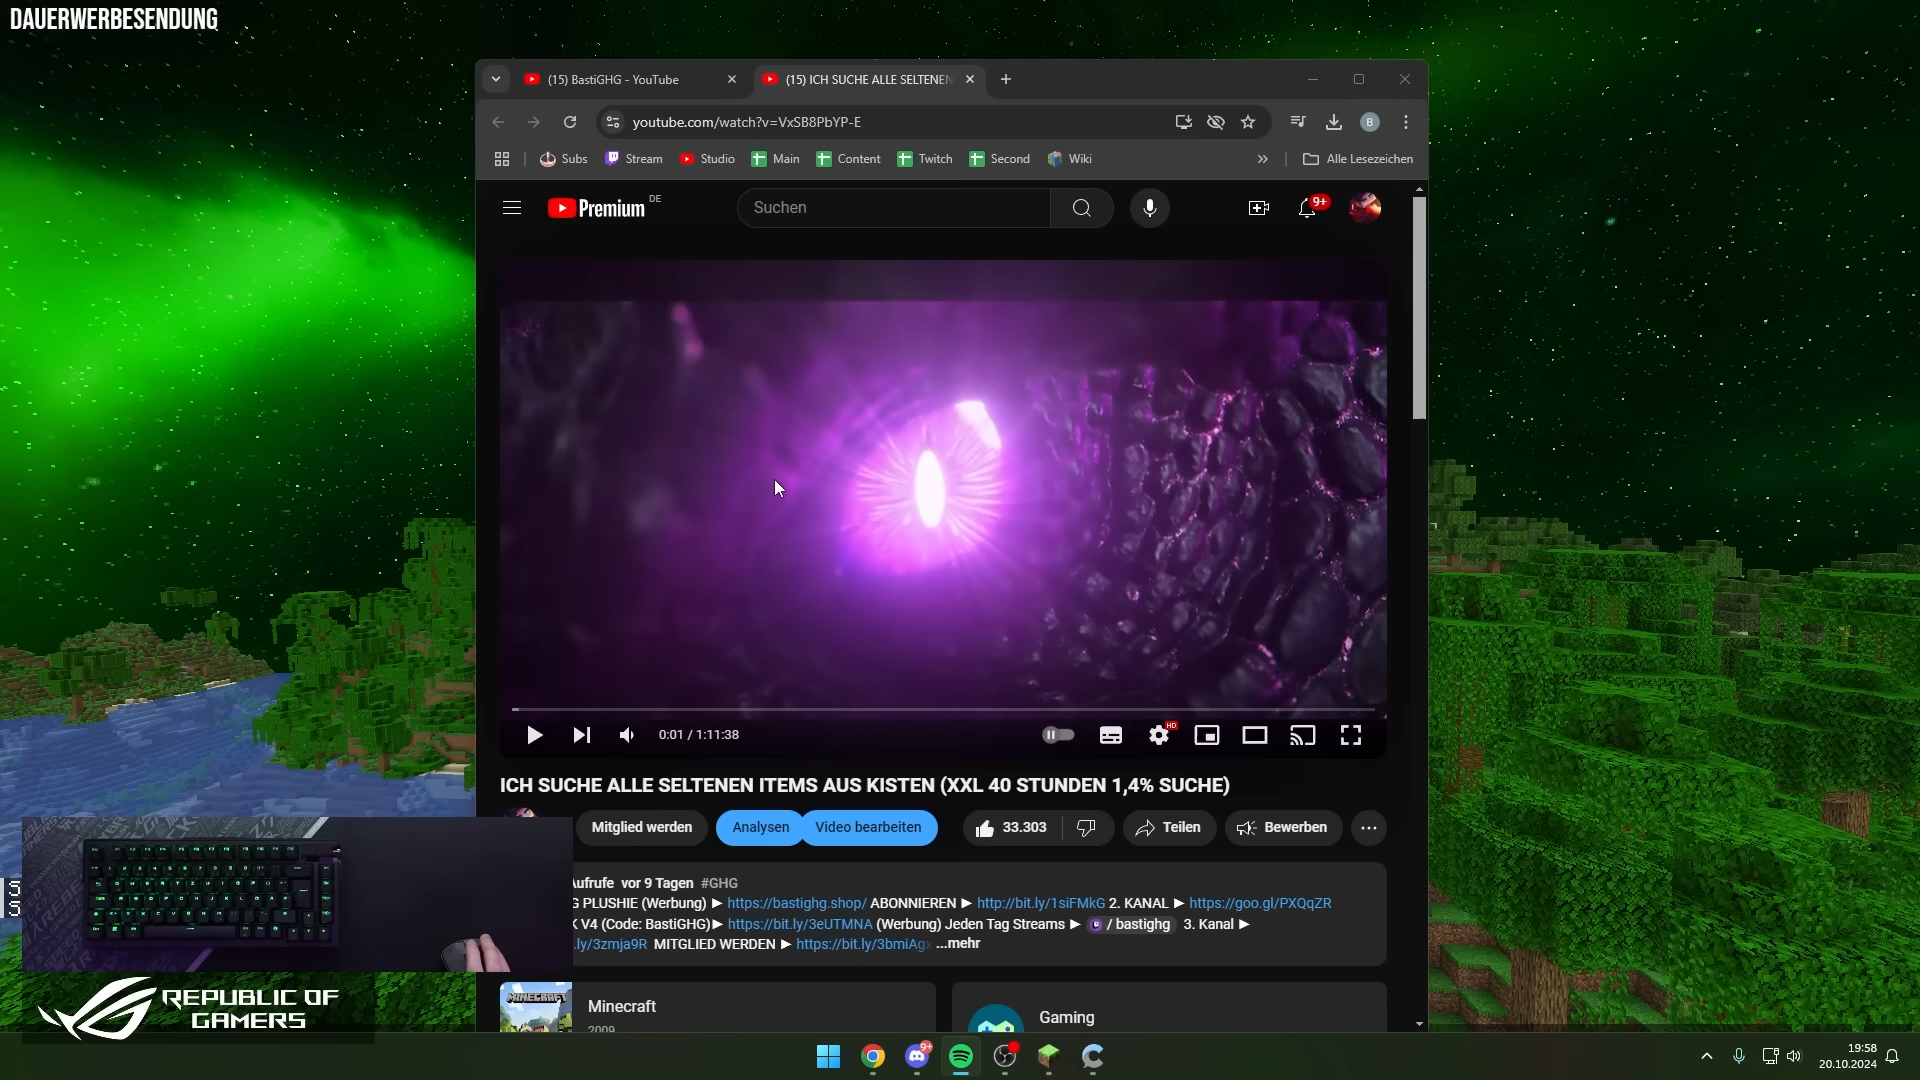 DAUERWERBESENDUNG
(15) BastiGHG - YouTube
(15) ICH SUCHE ALLE SELTENEN
youtube.com/watch?v=VxSB8PbYP-E
B
Subs
Stream
Studio
Main
Content
Twitch
Second
Wiki
Alle Lesezeichen
Premium DE
Suchen
9+
HD
0:01 / 1:11:38
ICH SUCHE ALLE SELTENEN ITEMS AUS KISTEN (XXL 40 STUNDEN 1,4% SUCHE)
Mitglied werden
Analysen
Video bearbeiten
33.303
Teilen
Bewerben
Aufrufe vor 9 Tagen #GHG
G PLUSHIE (Werbung) ► https://bastighg.shop/ ABONNIEREN ► http://bit.ly/1siFMkG 2. KANAL ► https://goo.gl/PXQqZR
K V4 (Code: BastiGHG)► https://bit.ly/3eUTMNA (Werbung) Jeden Tag Streams ► / bastighg 3. Kanal ►
.ly/3zmja9R MITGLIED WERDEN ► https://bit.ly/3bmiAgx ...mehr
MINECRAFT
Minecraft
2009
Gaming
S
S
REPUBLIC OF
GAMERS
9+
19:58
20.10.2024